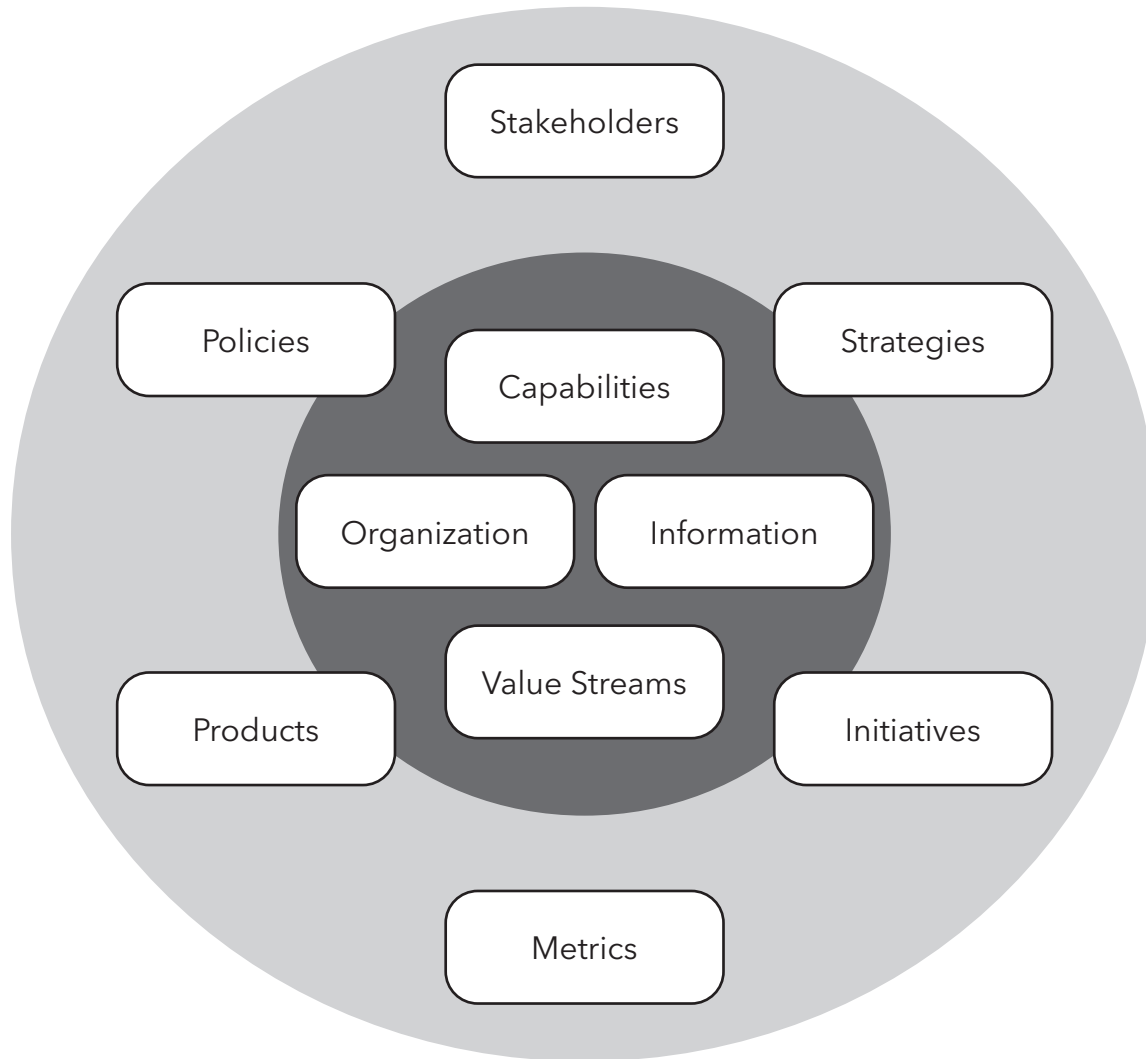 Stakeholders
Policies
Strategies
Capabilities
Organization
Information
Value Streams
Products
Initiatives
Metrics